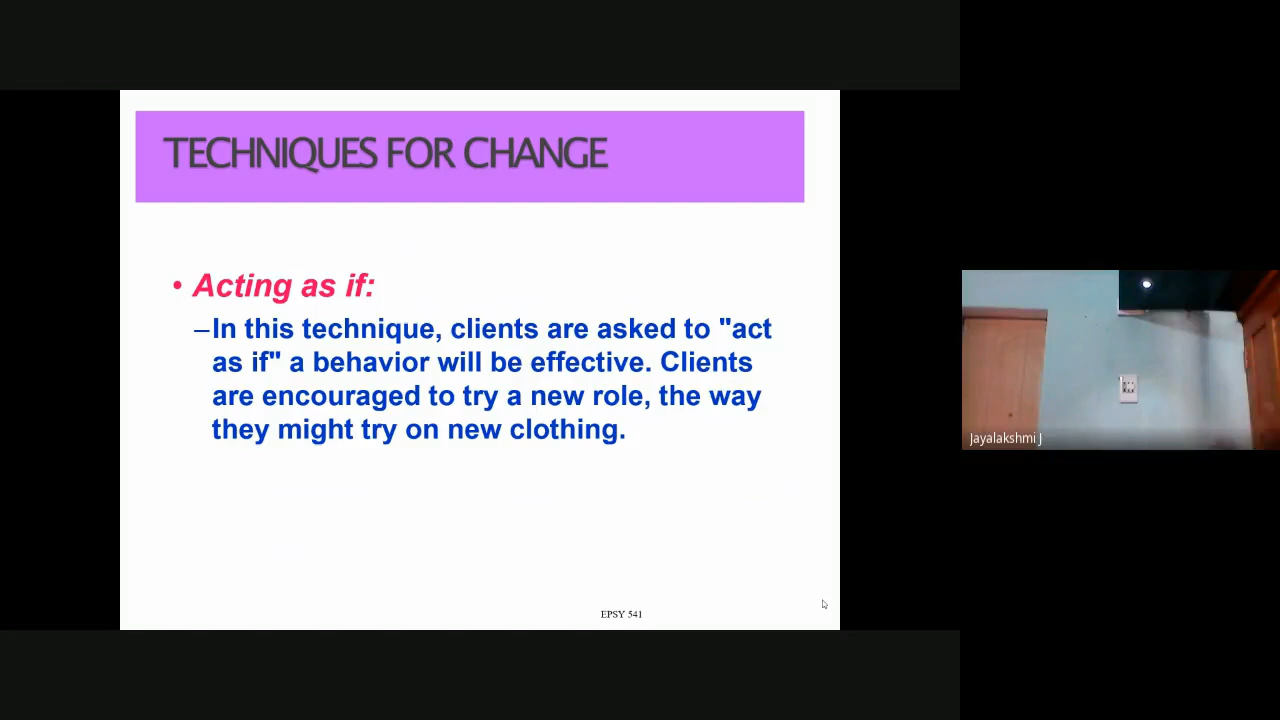 TECHNIQUES FOR CHANGE
• Acting as if:
–In this technique, clients are asked to "act
as if" a behavior will be effective. Clients
are encouraged to try a new role, the way
they might try on new clothing.
EPSY 541
Jayalakshmi J